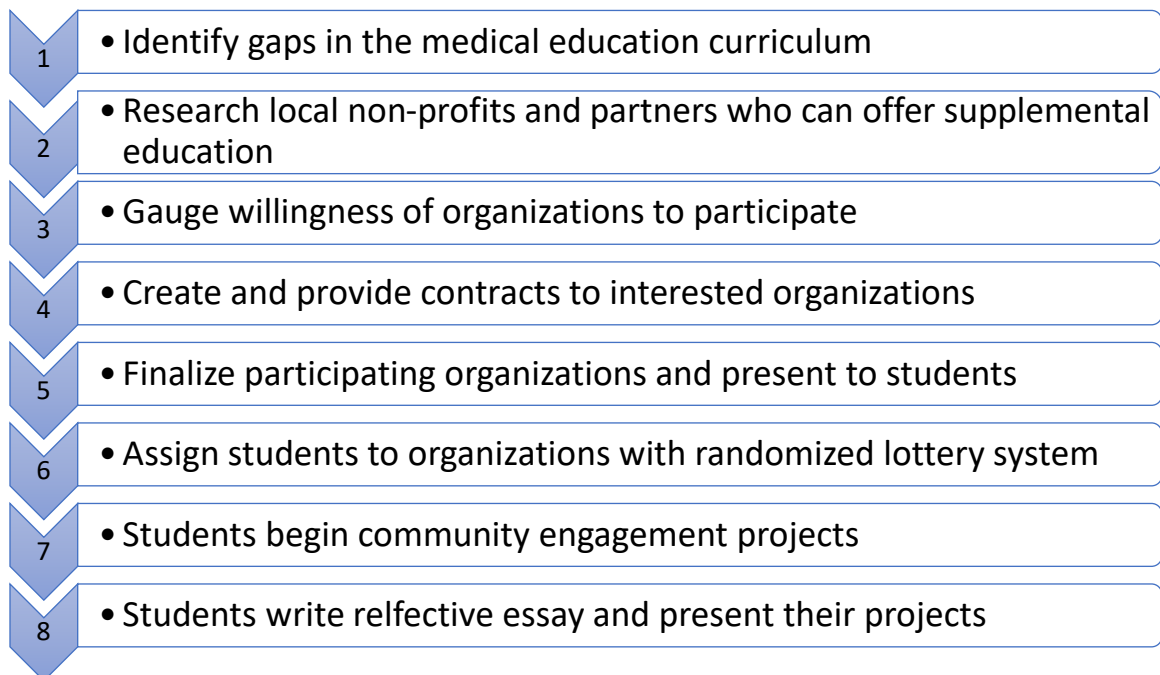 1
• Identify gaps in the medical education curriculum
2
• Research local non-profits and partners who can offer supplemental
education
3
• Gauge willingness of organizations to participate
4
• Create and provide contracts to interested organizations
5
• Finalize participating organizations and present to students
6
• Assign students to organizations with randomized lottery system
7
• Students begin community engagement projects
8
• Students write relfective essay and present their projects